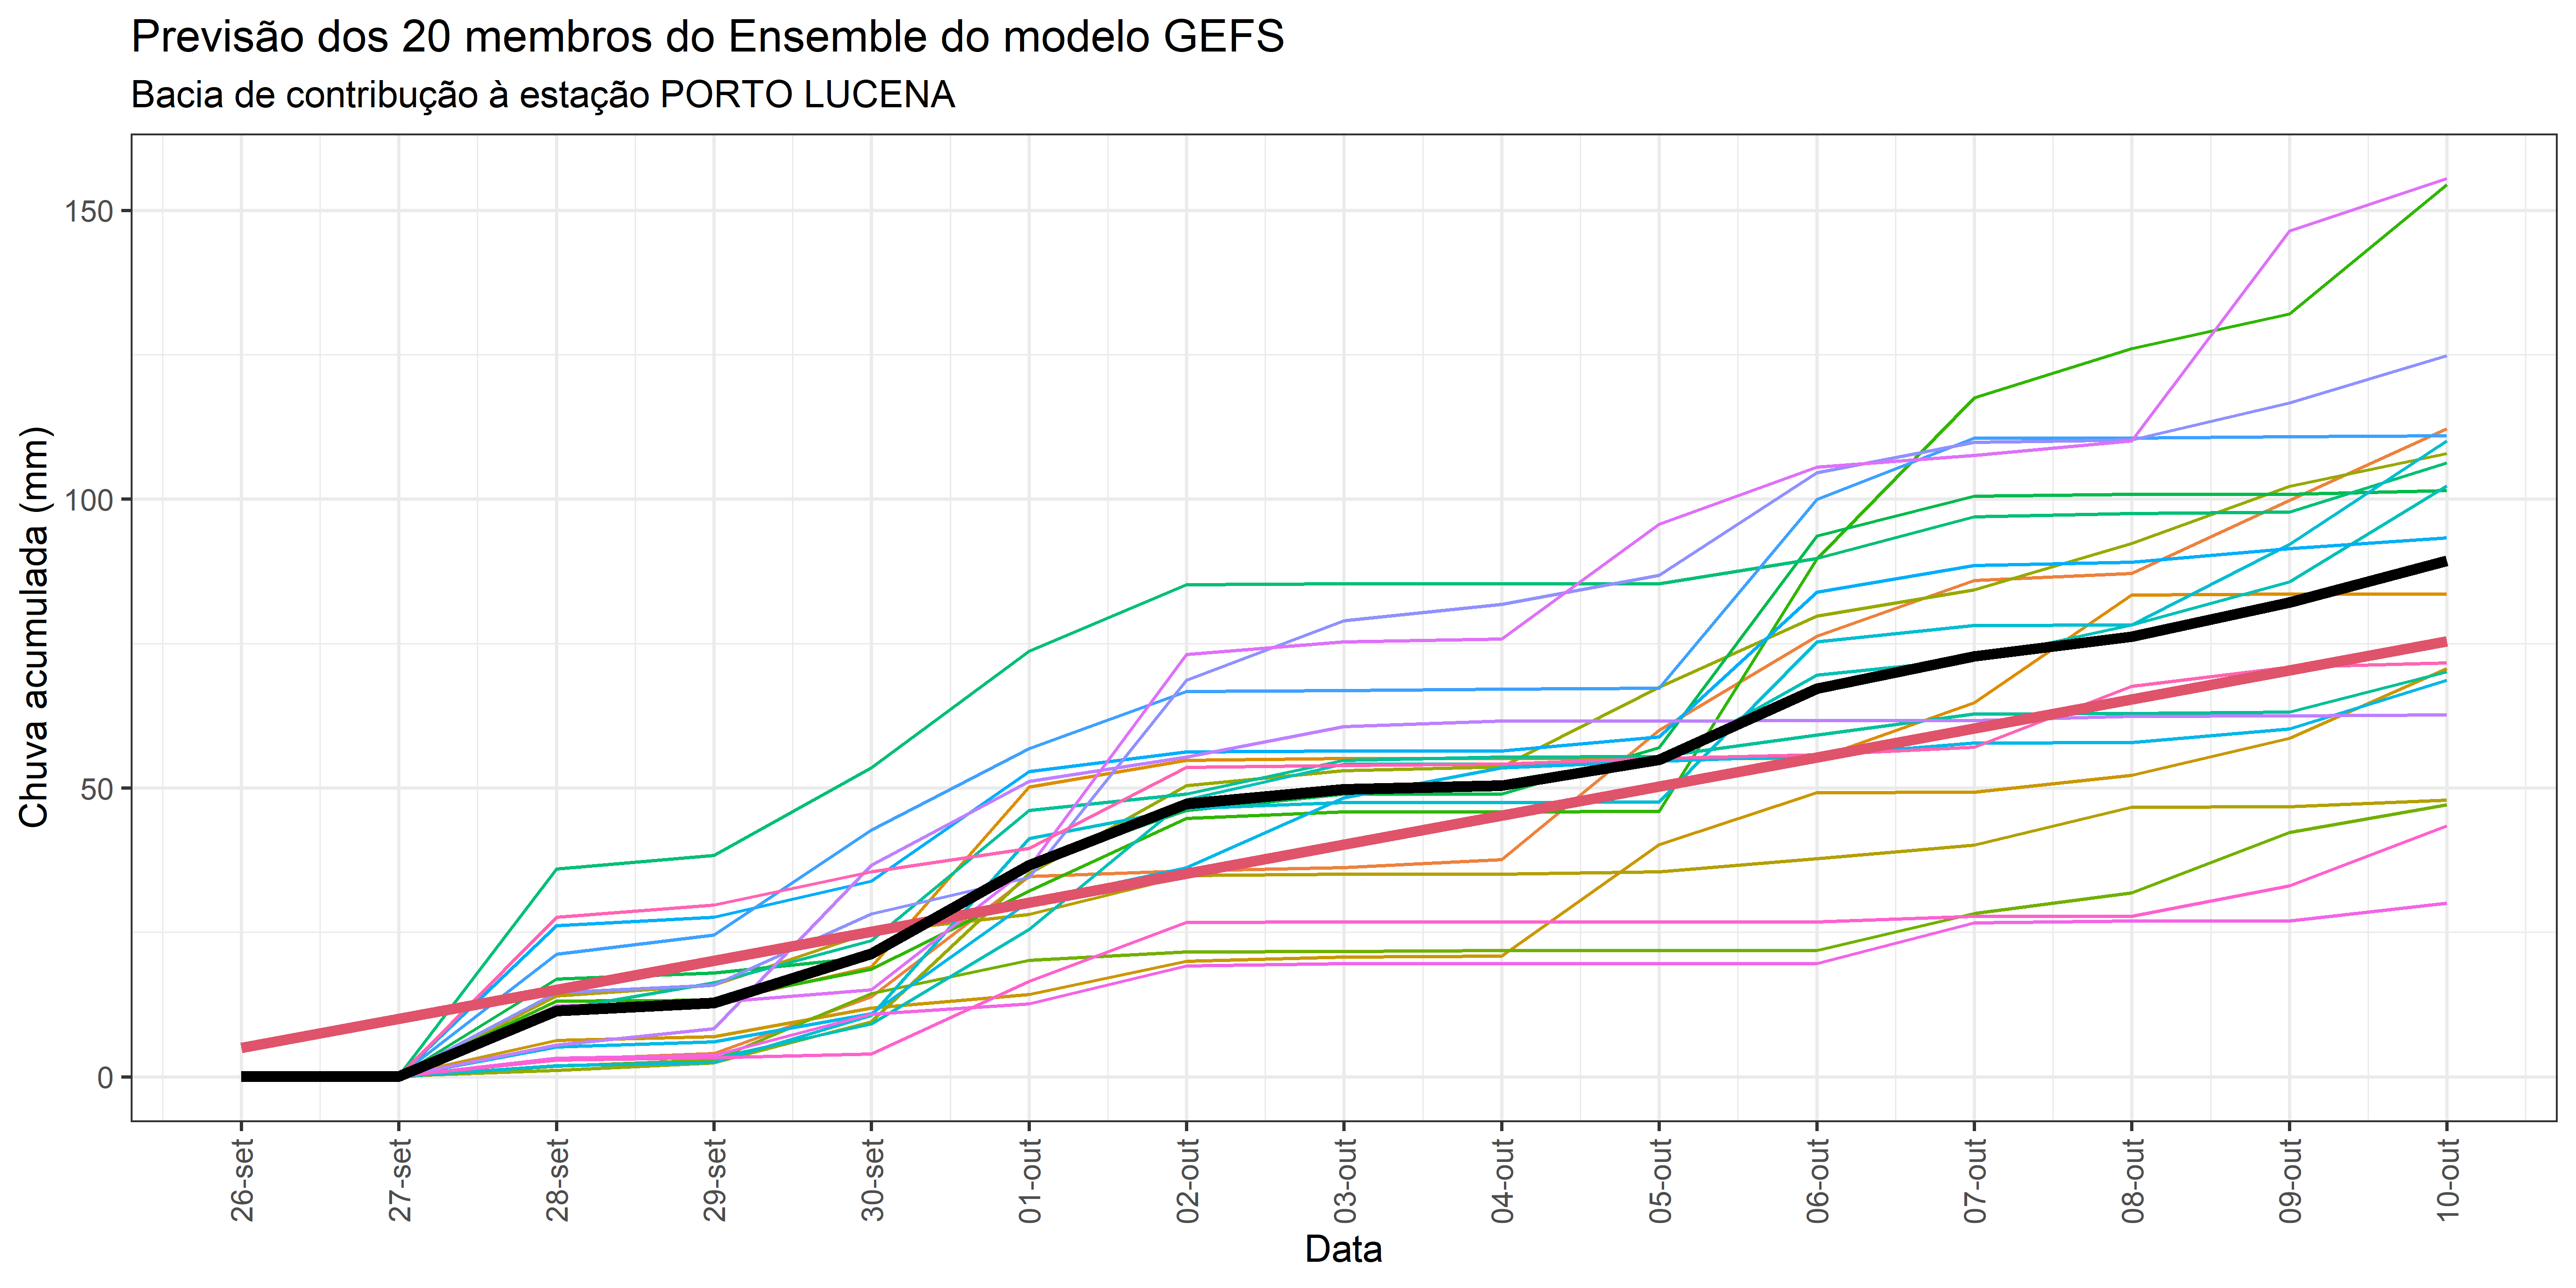 Previsão dos 20 membros do Ensemble do modelo GEFS
Bacia de contribução à estação PORTO LUCENA
Chuva acumulada (mm)
150
100
50
0
26-set
27-set
28-set
29-set
30-set
01-out
02-out
03-out
04-out
05-out
06-out
07-out
08-out
09-out
10-out
Data